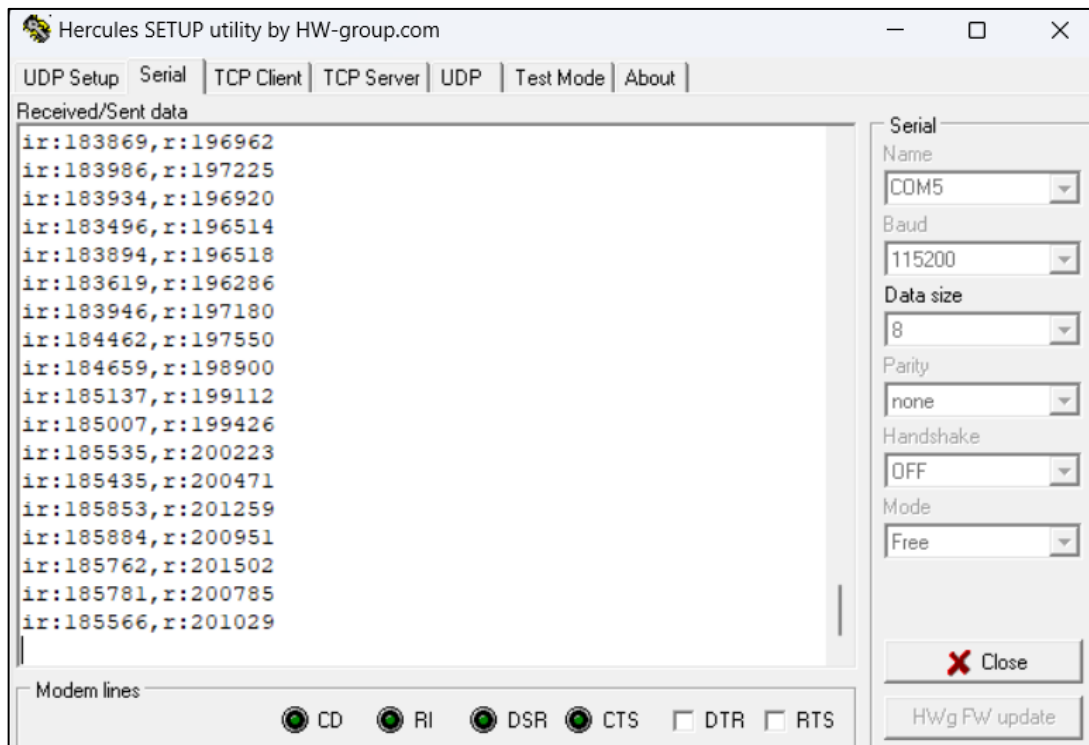 Hercules SETUP utility by HW-group.com
UDP Setup Serial TCP Client TCP Server UDP Test Mode About
Received/Sent data
ir:183869,r:196962
ir:183986,r:197225
ir:183934,r:196920
ir:183496,r:196514
ir:183894,r:196518
ir:183619,r:196286
ir:183946,r:197180
ir:184462,r:197550
ir:184659,r:198900
ir:185137,r:199112
ir:185007,r:199426
ir:185535,r:200223
ir:185435,r:200471
ir:185853,r:201259
ir:185884,r:200951
ir:185762,r:201502
ir:185781,r:200785
ir:185566,r:201029
Serial
Name
COM5
Baud
115200
Data size
8
Parity
none
Handshake
OFF
Mode
Free
Close
HWg FW update
Modem lines
CD RI DSR CTS DTR RTS